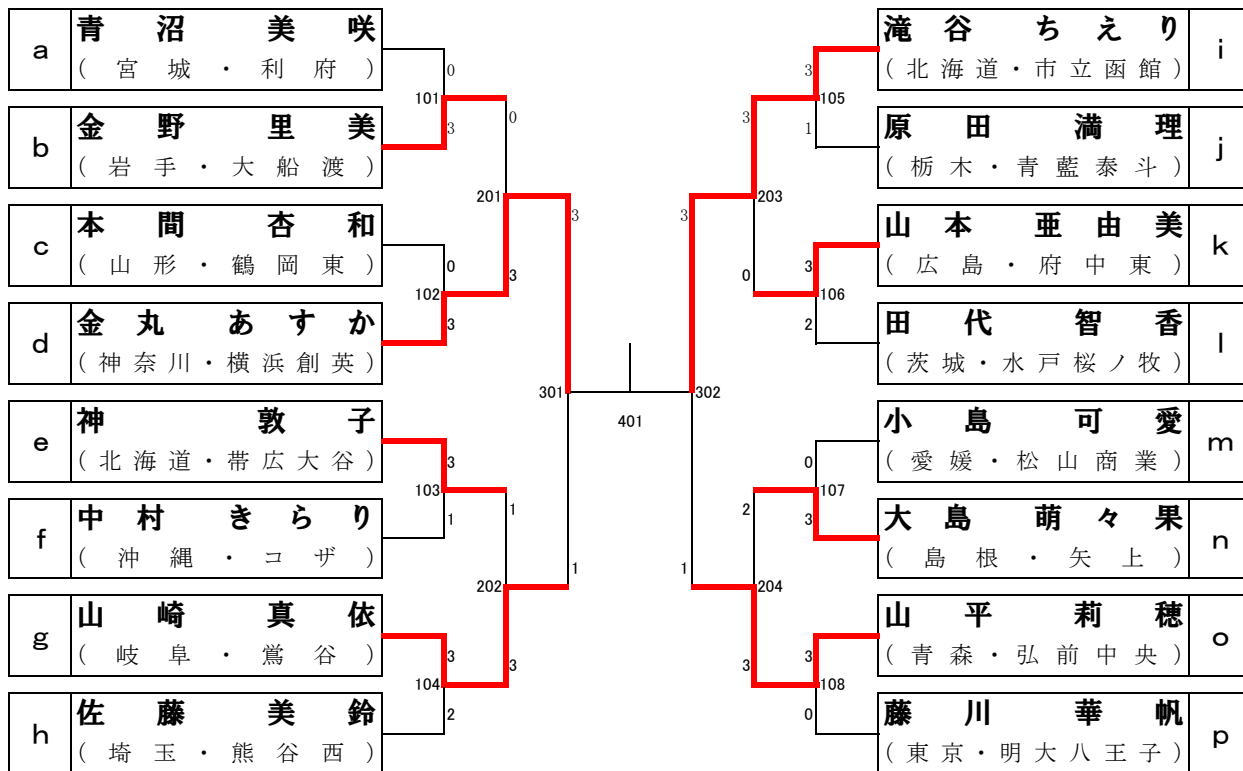 a
青沼 美咲
(宮城・利府)
b
金野 里美
(岩手・大船渡)
c
本間 杏和
(山形・鶴岡東)
d
金丸 あすか
(神奈川・横浜創英)
e
神 敦子
(北海道・帯広大谷)
f
中村 きらり
(沖縄・コザ)
g
山崎 真依
(岐阜・鶯谷)
h
佐藤 美鈴
(埼玉・熊谷西)
0
101
3
0
102
3
3
103
1
3
104
2
0
201
3
1
202
3
3
301
1
401
3
302
1
3
203
0
2
204
3
3
105
1
3
106
2
0
107
3
3
108
0
滝谷 ちえり
(北海道・市立函館)
i
原田 満理
(栃木・青藍泰斗)
j
山本 亜由美
(広島・府中東)
k
田代 智香
(茨城・水戸桜ノ牧)
l
小島 可愛
(愛媛・松山商業)
m
大島 萌々果
(島根・矢上)
n
山平 莉穂
(青森・弘前中央)
o
藤川 華帆
(東京・明大八王子)
p